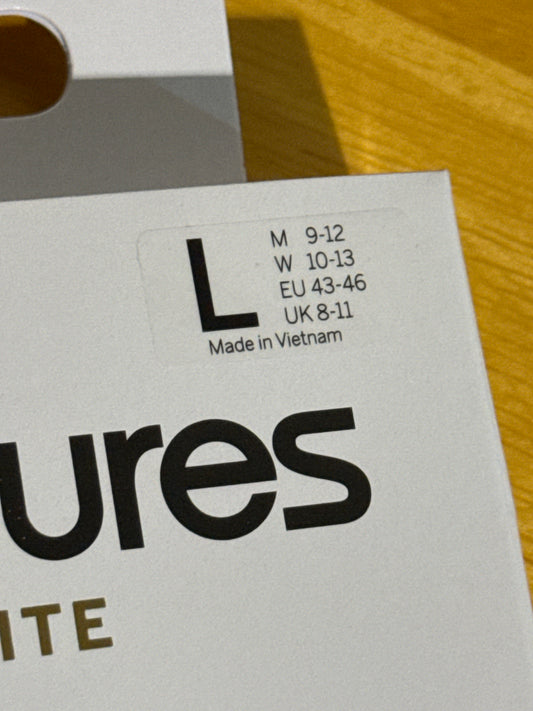 L
M 9-12
W 10-13
EU 43-46
UK 8-11
Made in Vietnam
ures
ITE